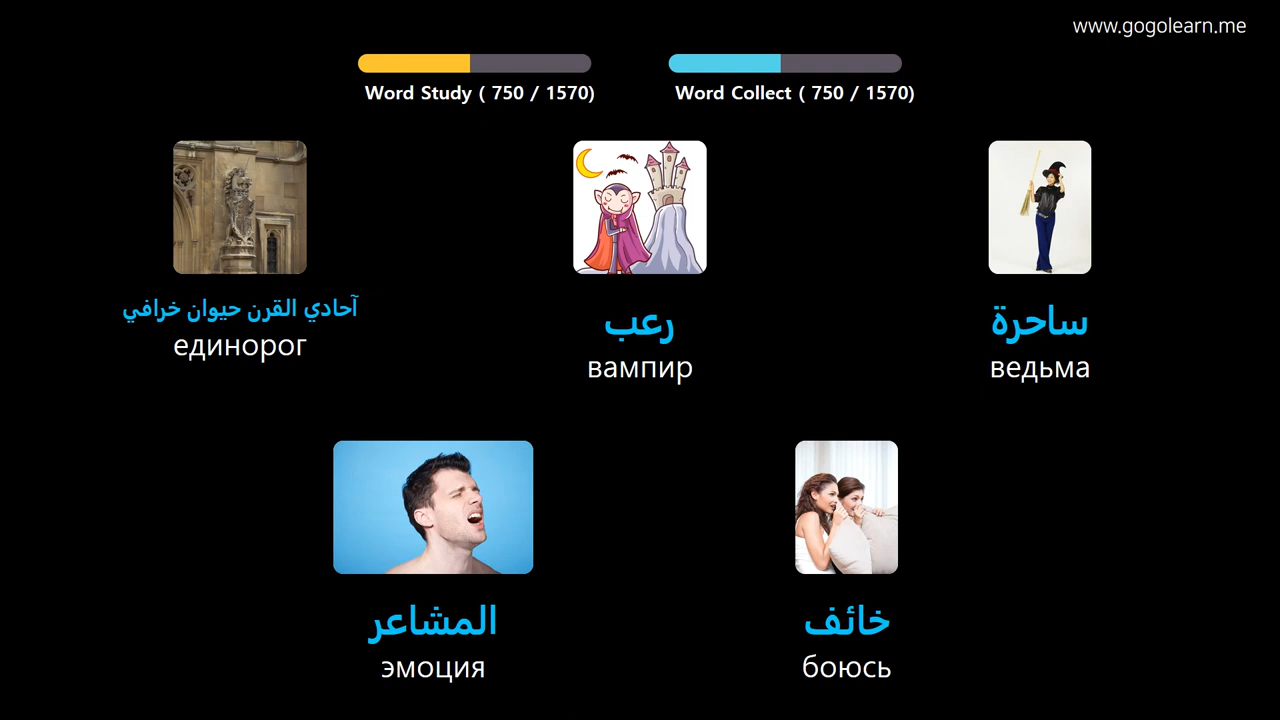 www.gogolearn.me
Word Study ( 750 / 1570)
Word Collect ( 750 / 1570)
آحادي القرن حيوان خرافي
единорог
رعب
вампир
ساحرة
ведьма
المشاعر
эмоция
خائف
боюсь